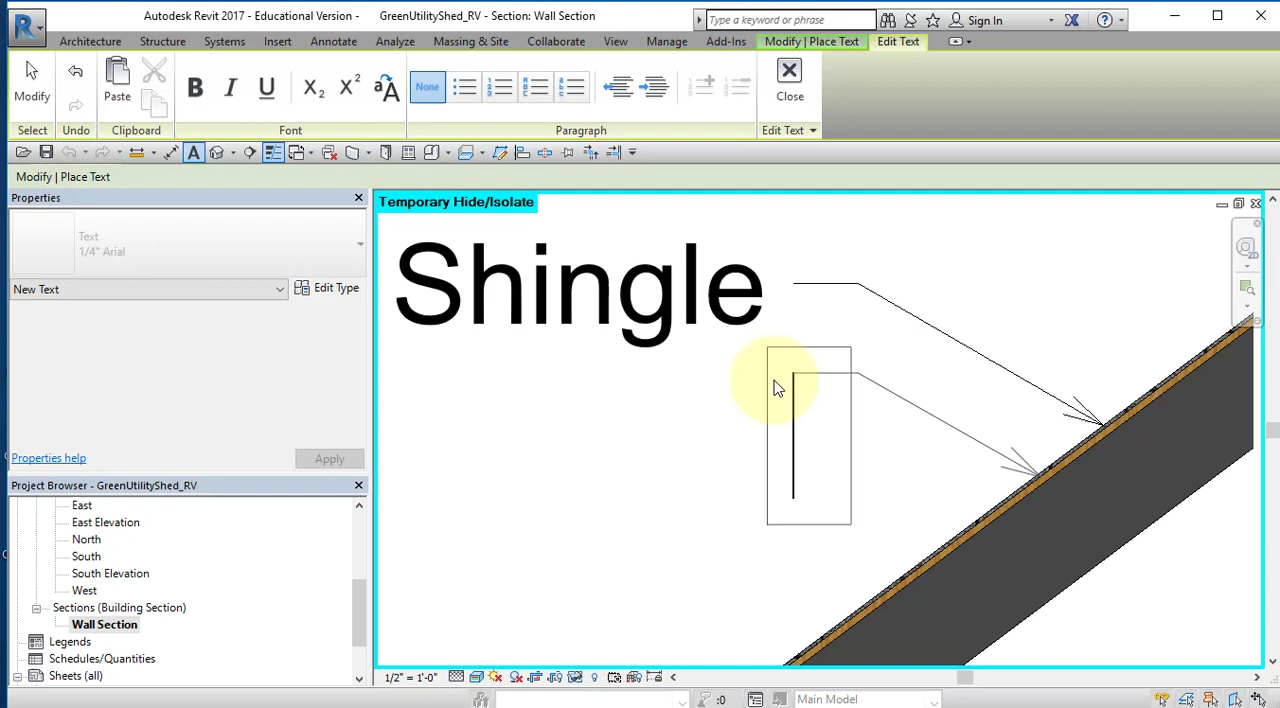 Autodesk Revit 2017 - Educational Version -    GreenUtilityShed_RV - Section: Wall Section
Type a keyword or phrase
Sign In
Architecture Structure Systems Insert Annotate Analyze Massing & Site Collaborate View Manage Add-Ins Modify | Place Text Edit Text
Modify Paste B I U X2 X2 aA None Close
Select Undo Clipboard Font Paragraph Edit Text
A
Modify | Place Text
Properties
Text
1/4" Arial
New Text Edit Type
Properties help Apply
Project Browser - GreenUtilityShed_RV
East
East Elevation
North
South
South Elevation
West
Sections (Building Section)
Wall Section
Legends
Schedules/Quantities
Sheets (all)
Temporary Hide/Isolate
Shingle
2D
1/2" = 1'-0"
:0 Main Model